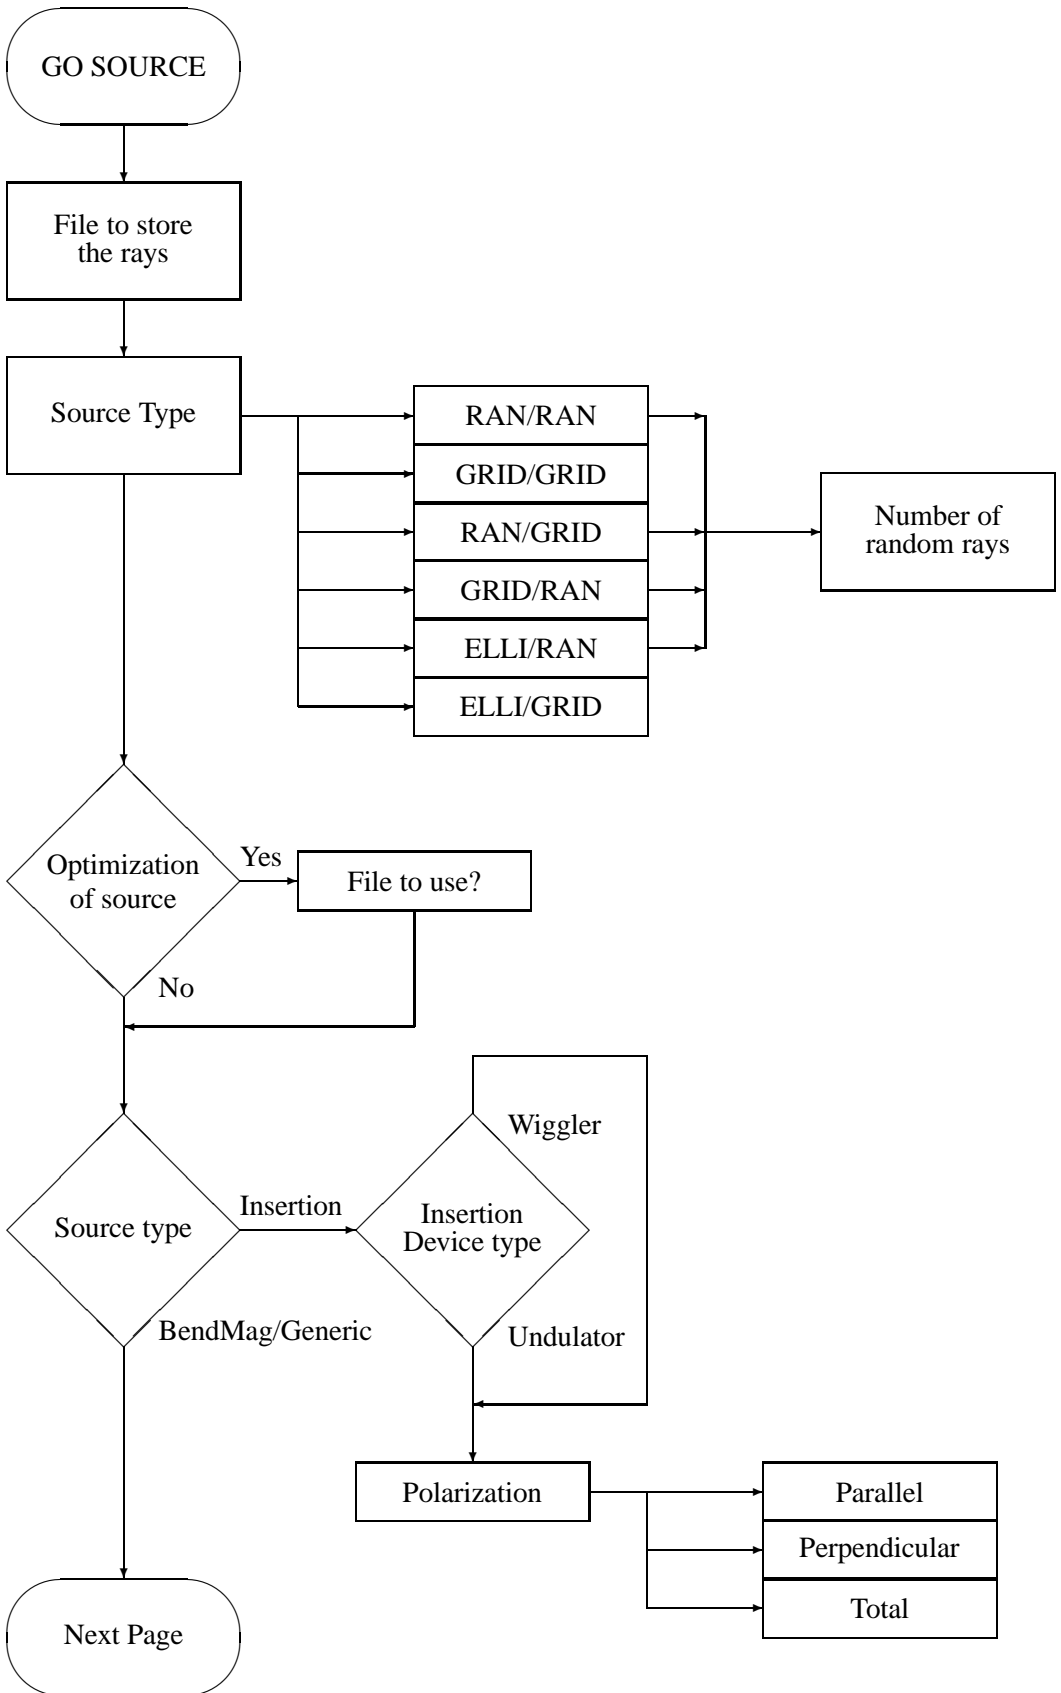 GO SOURCE
File to store
the rays
Source Type
RAN/RAN
GRID/GRID
RAN/GRID
GRID/RAN
ELLI/RAN
ELLI/GRID
Number of
random rays
Optimization
of source
Yes
File to use?
No
Source type
Insertion
BendMag/Generic
Wiggler
Insertion
Device type
Undulator
Polarization
Parallel
Perpendicular
Total
Next Page